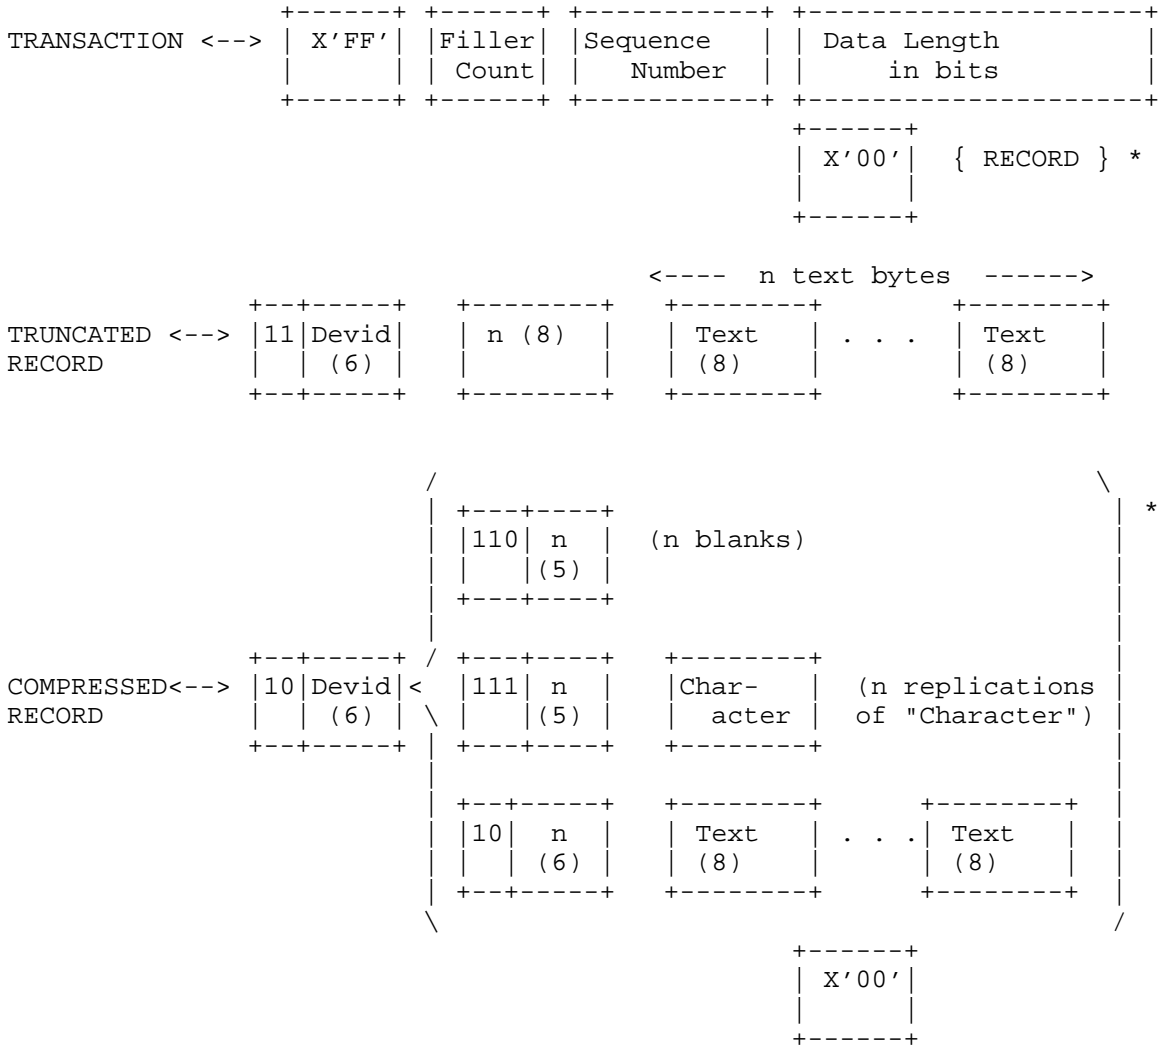 +------+ +------+ +-----------+ +---------------------+
TRANSACTION <--> | X'FF'| |Filler| |Sequence   | | Data Length         |
|      | | Count| |   Number  | |     in bits         |
+------+ +------+ +-----------+ +---------------------+
+------+
| X'00'|  { RECORD } *
|      |
+------+
<----  n text bytes  ------>
+--+-----+   +--------+   +--------+        +--------+
TRUNCATED <--> |11|Devid|   | n (8)  |   | Text   | . . .  | Text   |
RECORD         |  | (6) |   |        |   | (8)    |        | (8)    |
+--+-----+   +--------+   +--------+        +--------+
/                                        \
| +---+----+                               | *
| |110| n  |  (n blanks)                   |
| |   |(5) |                               |
| +---+----+                               |
|                                          |
+--+-----+ / +---+----+   +--------+                  |
COMPRESSED<--> |10|Devid|<  |111| n  |   |Char-   |  (n replications |
RECORD         |  | (6) | \ |   |(5) |   |  acter |  of "Character") |
+--+-----+ | +---+----+   +--------+                  |
|                                          |
| +--+-----+   +--------+      +--------+  |
| |10|  n  |   | Text   | . . .| Text   |  |
| |  | (6) |   | (8)    |      | (8)    |  |
| +--+-----+   +--------+      +--------+  |
\                                        /
+------+
| X'00'|
|      |
+------+